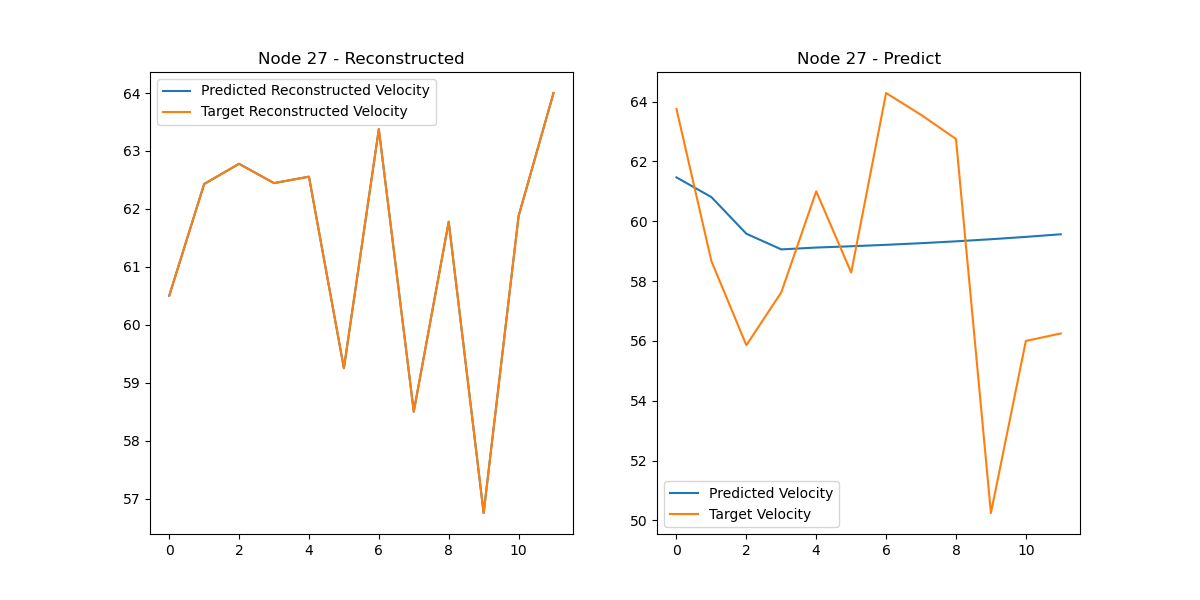 Node 27 - Reconstructed
Predicted Reconstructed Velocity
Target Reconstructed Velocity
64
63
62
61
60
59
58
57
0 2 4 6 8 10
Node 27 - Predict
64
62
60
58
56
54
52
50
Predicted Velocity
Target Velocity
0 2 4 6 8 10